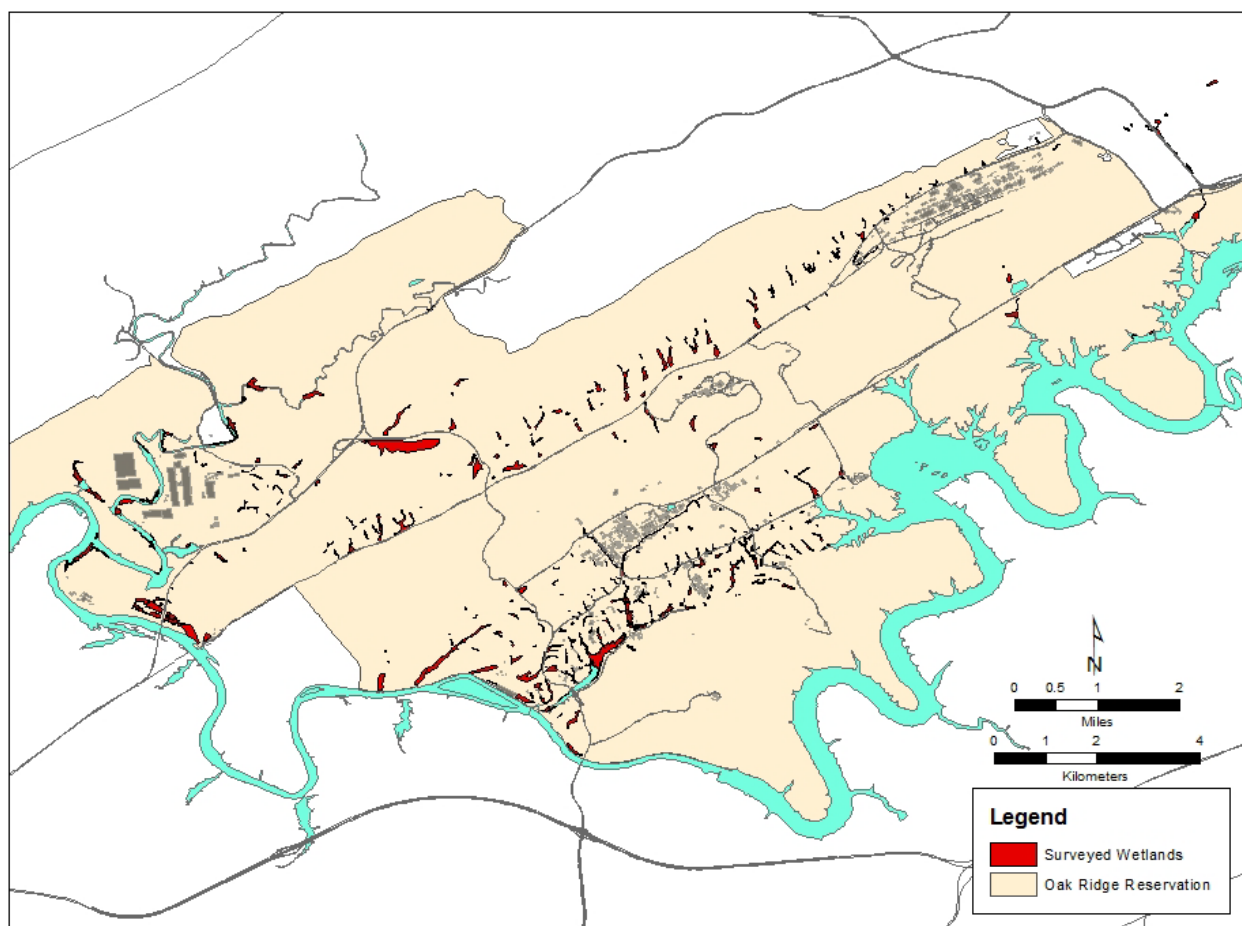 N
0 0.5 1 2
Miles
0 1 2 4
Kilometers
Legend
Surveyed Wetlands
Oak Ridge Reservation